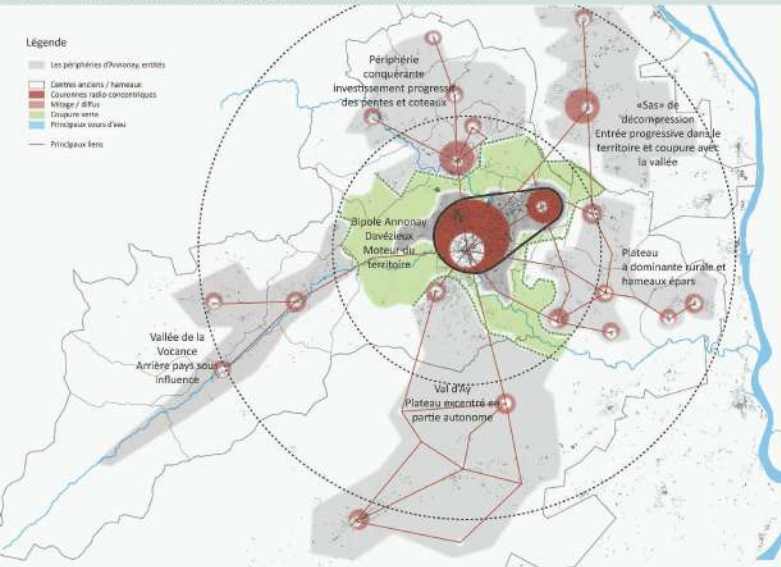 Légende
Les périphéries d'Annonay, entités
Centres anciens / hameaux
Couronnes radio-concentriques
Mitage / diffus
Coupure verte
Principaux cours d'eau
Principaux liens
Périphérie
conquérante
investissement progressif
des pentes et coteaux
«Sas» de
décompression
Entrée progressive dans le
territoire et coupure avec
la vallée
Bipole Annonay
Davézieux
Moteur du
territoire
Plateau
à dominante rurale et
hameaux épars
Vallée de la
Vocance
Arrière pays sous
influence
Val d'Ay
Plateau excentré en
partie autonome